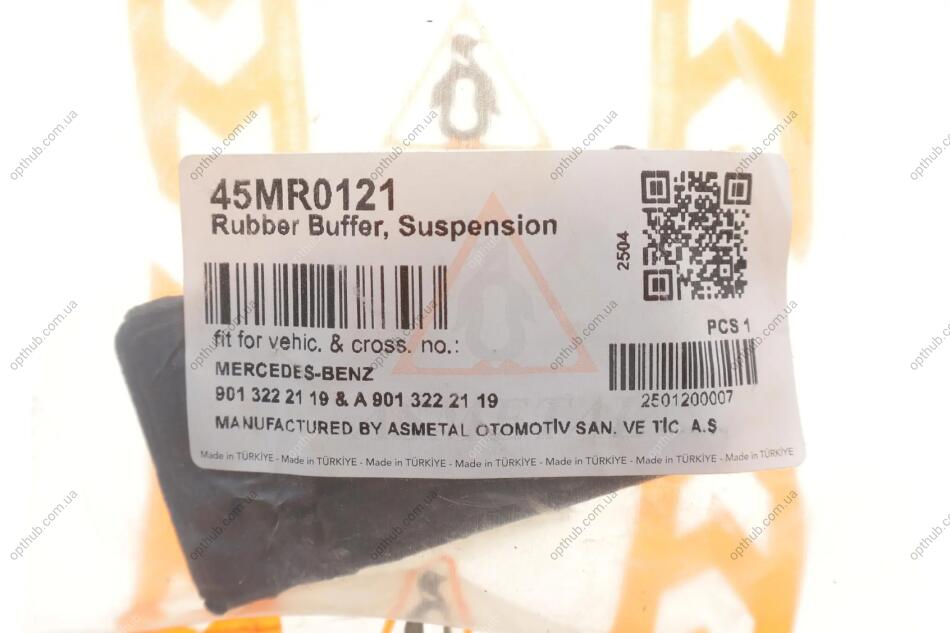 45MR0121
Rubber Buffer, Suspension
2504
fit for vehic. & cross. no.:
PCS 1
MERCEDES-BENZ
901 322 21 19 & A 901 322 21 19
2501200007
MANUFACTURED BY ASMETAL OTOMOTİV SAN. VE TİC. A.Ş
Made in TÜRKİYE - Made in TÜRKİYE - Made in TÜRKİYE - Made in TÜRKİYE - Made in TÜRKİYE - Made in TÜRKİYE - Made in TÜRKİYE
opthub.com.ua